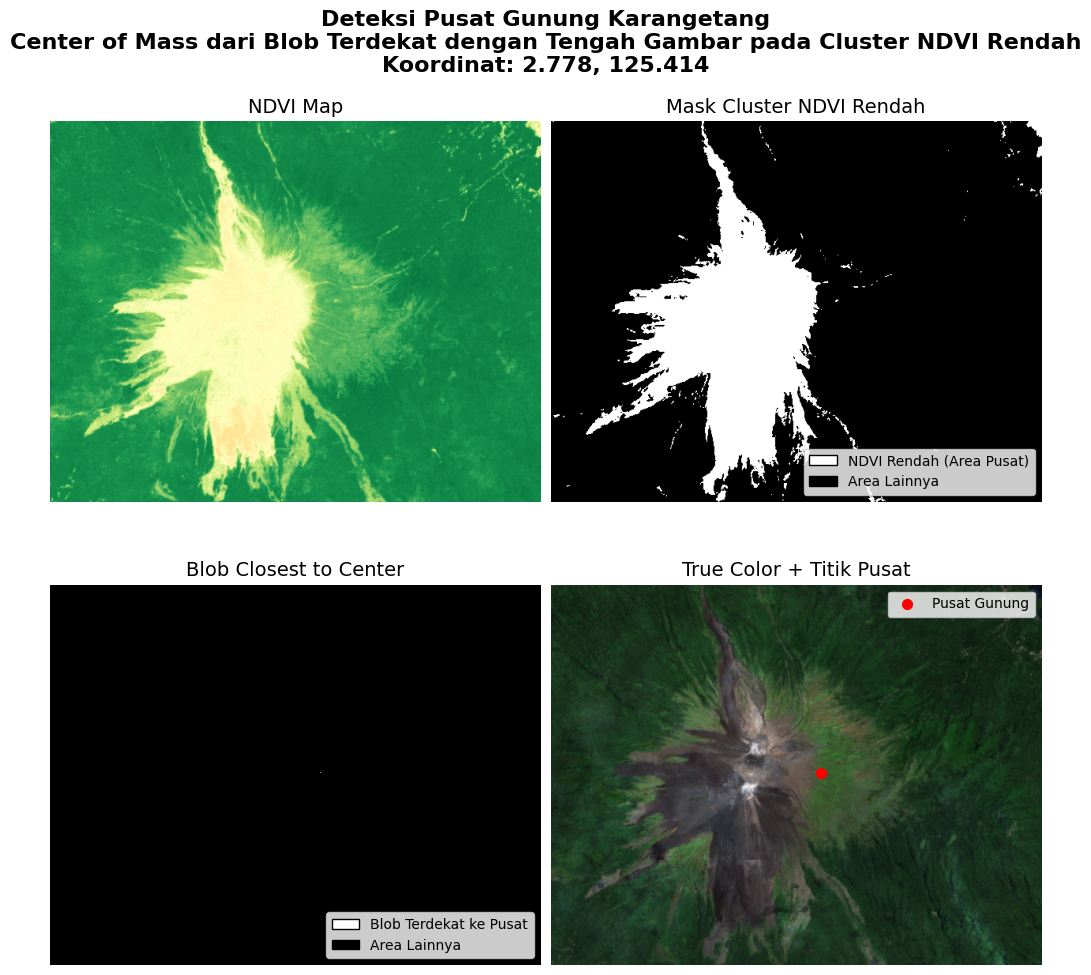 Deteksi Pusat Gunung Karangetang
Center of Mass dari Blob Terdekat dengan Tengah Gambar pada Cluster NDVI Rendah
Koordinat: 2.778, 125.414
NDVI Map
Mask Cluster NDVI Rendah
NDVI Rendah (Area Pusat)
Area Lainnya
Blob Closest to Center
True Color + Titik Pusat
Pusat Gunung
Blob Terdekat ke Pusat
Area Lainnya